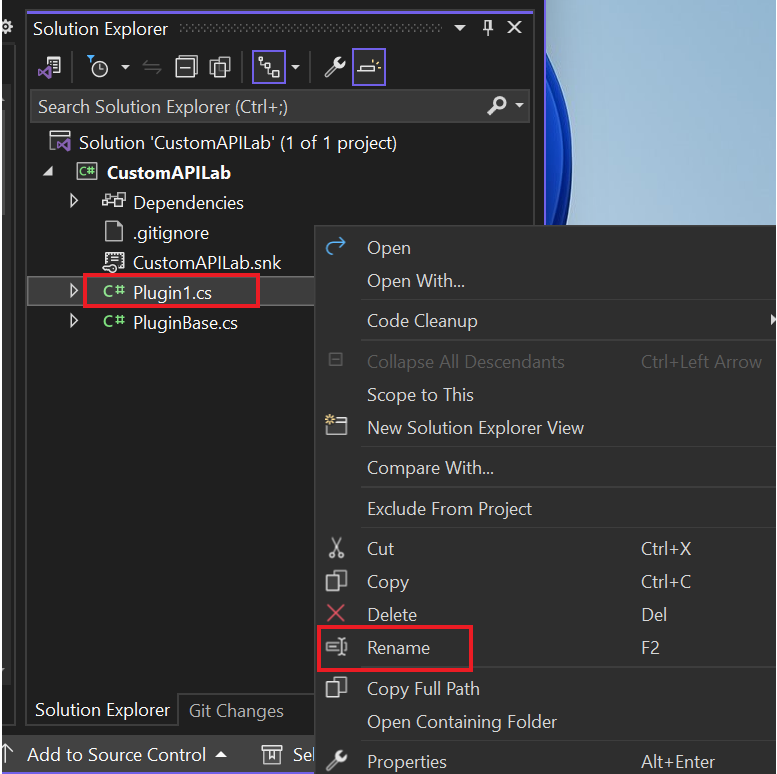 Solution Explorer
Search Solution Explorer (Ctrl+;)
Solution 'CustomAPILab' (1 of 1 project)
C# CustomAPILab
Dependencies
.gitignore
CustomAPILab.snk
C# Plugin1.cs
C# PluginBase.cs
Open
Open With...
Code Cleanup
Collapse All Descendants Ctrl+Left Arrow
Scope to This
New Solution Explorer View
Compare With...
Exclude From Project
Cut Ctrl+X
Copy Ctrl+C
Delete Del
Rename F2
Copy Full Path
Open Containing Folder
Properties Alt+Enter
Solution Explorer Git Changes
Add to Source Control